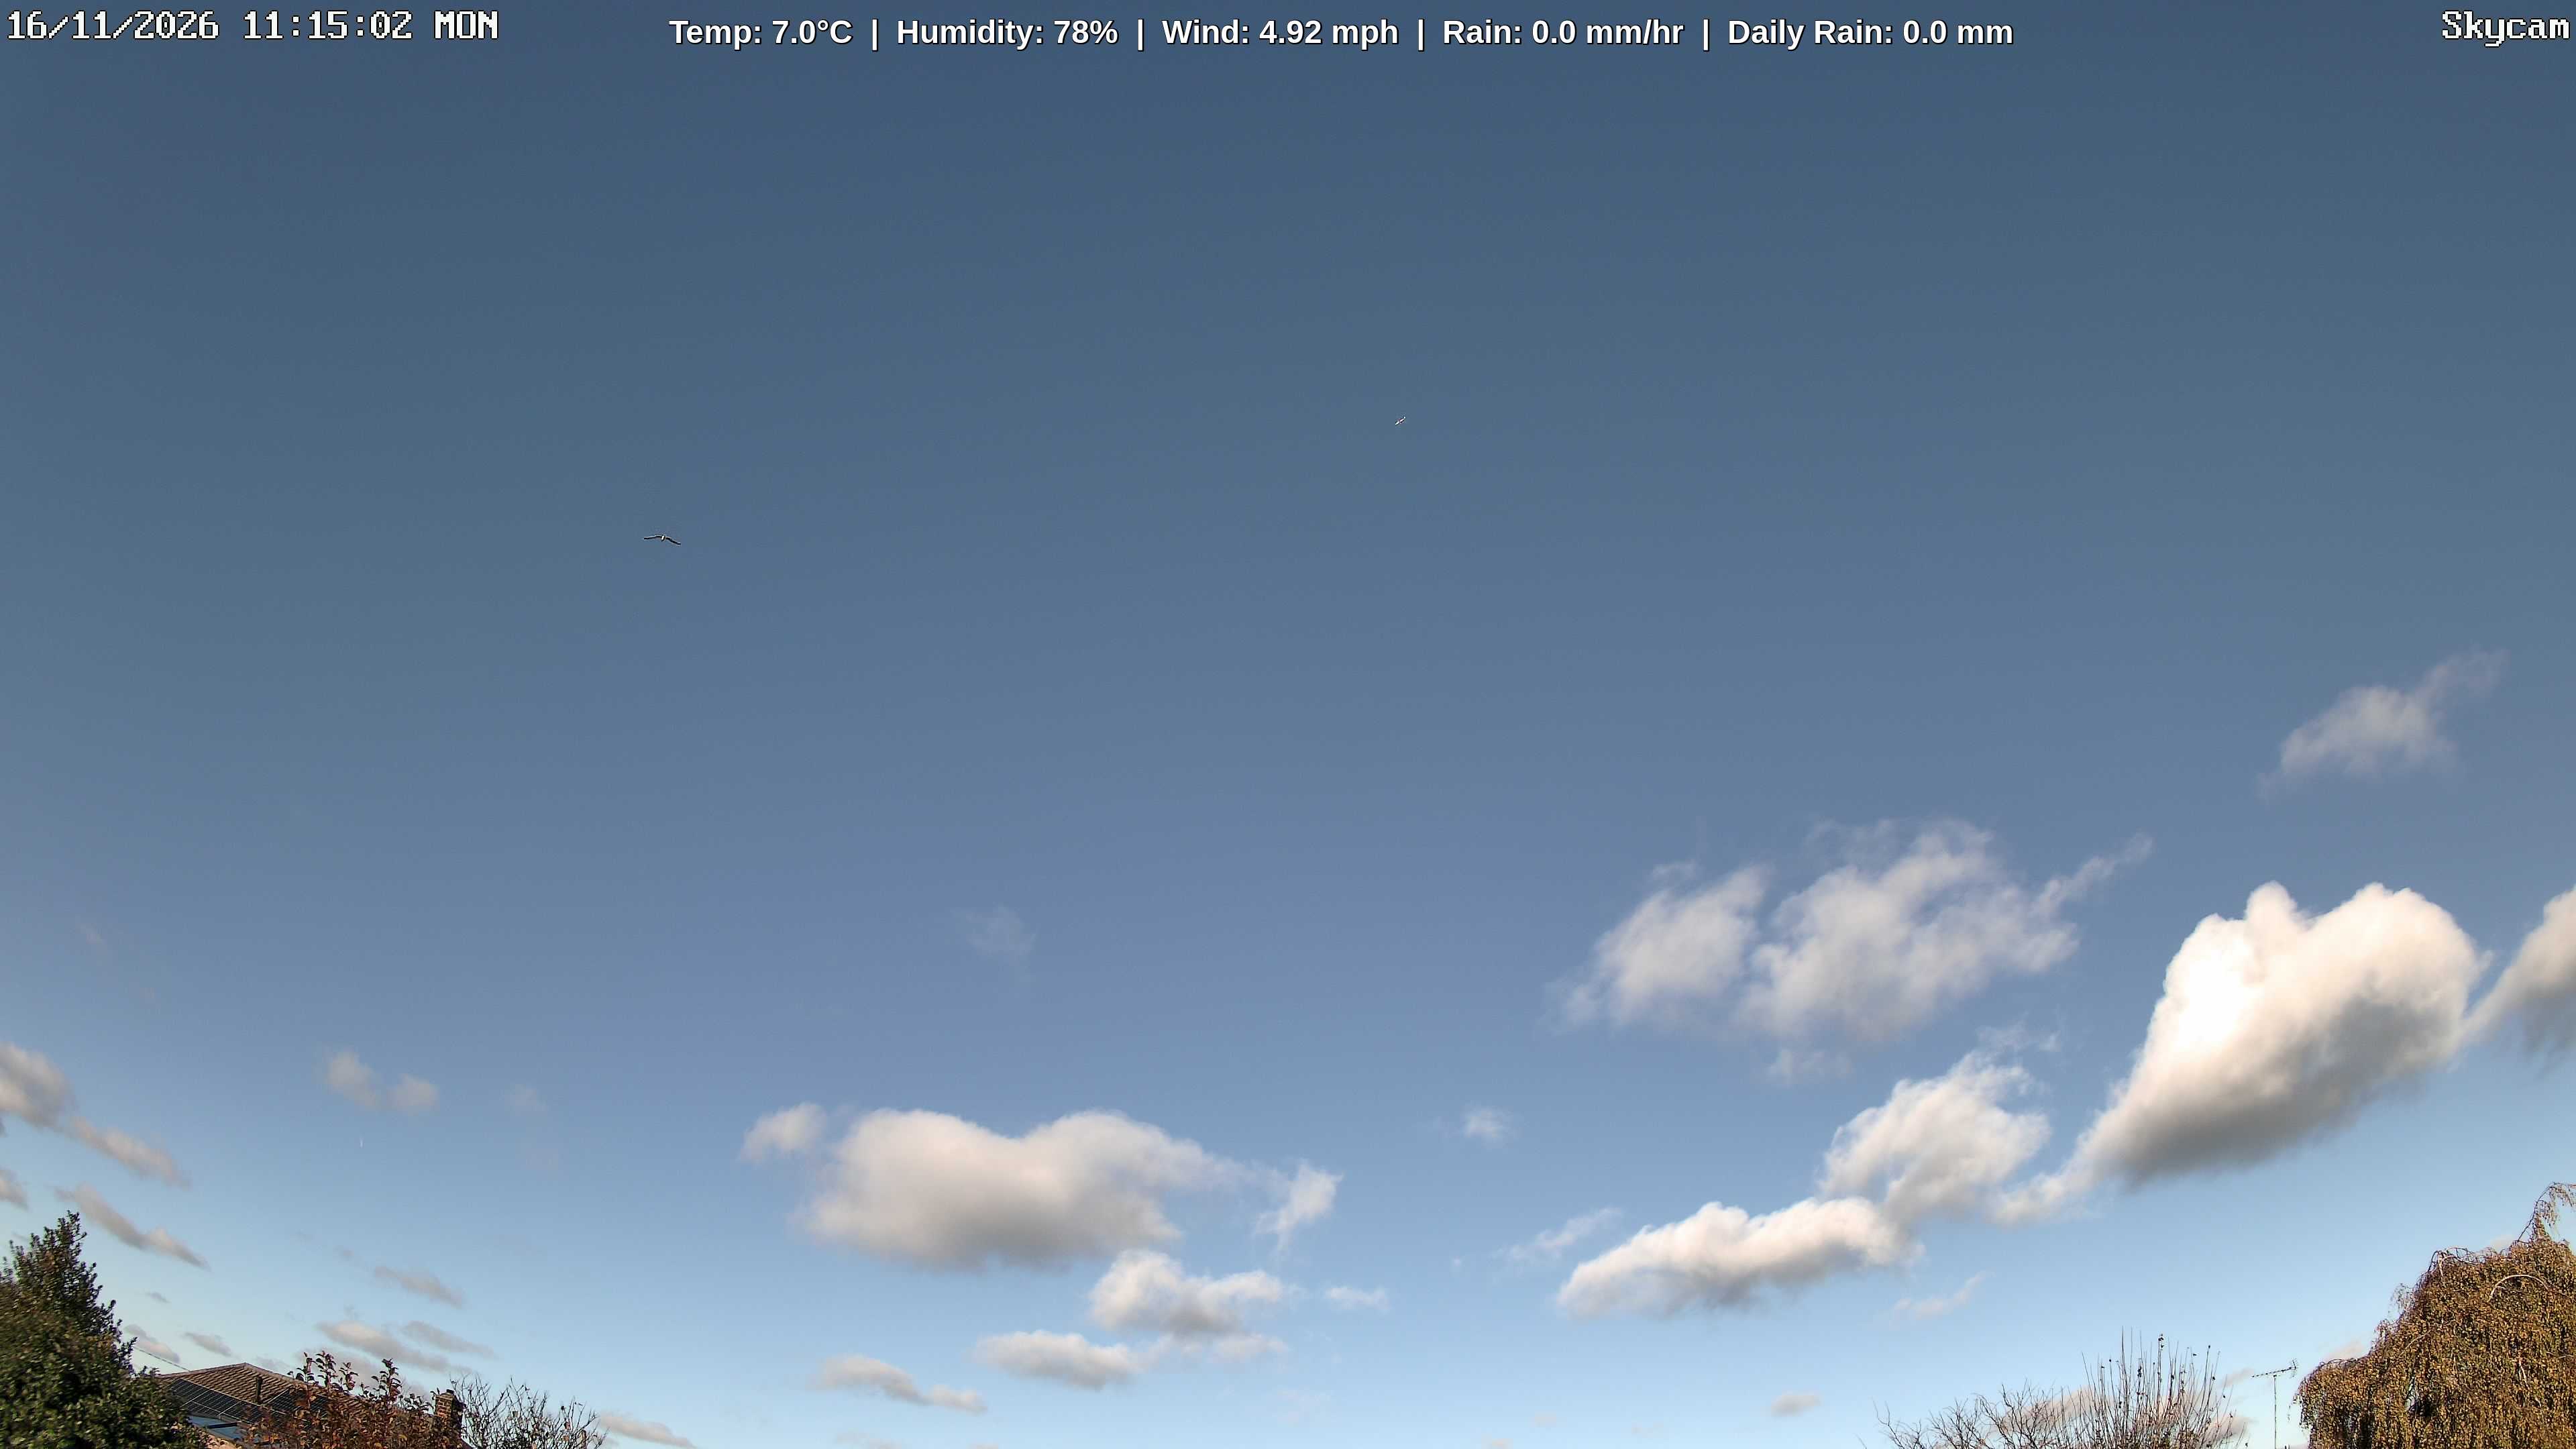 16/11/2026 11:15:02 MON
Temp: 7.0°C | Humidity: 78% | Wind: 4.92 mph | Rain: 0.0 mm/hr | Daily Rain: 0.0 mm
Skycam